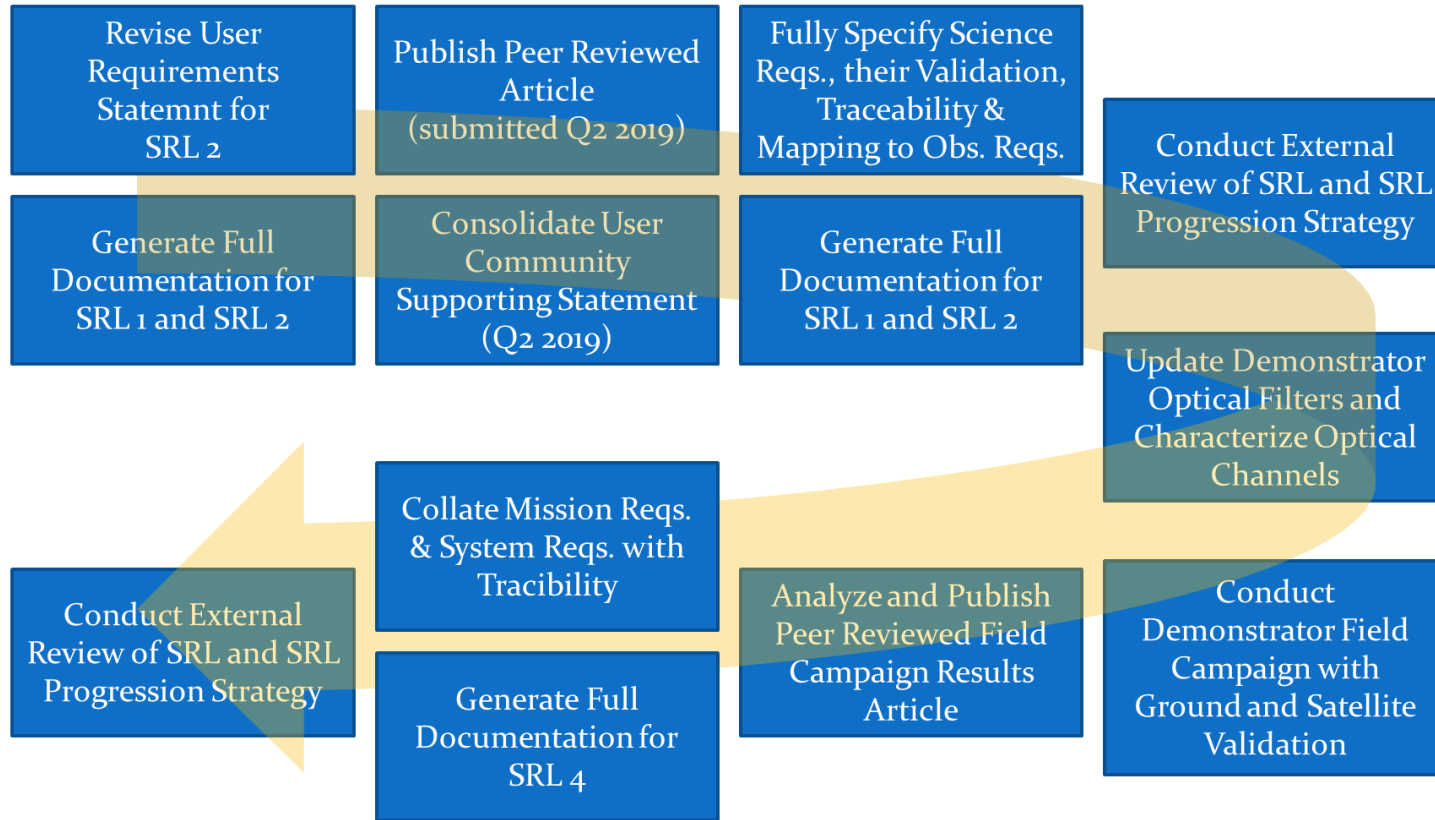 Revise User
Requirements
Statemnt for
SRL 2
Publish Peer Reviewed
Article
(submitted Q2 2019)
Fully Specify Science
Reqs., their Validation,
Traceability &
Mapping to Obs. Reqs.
Conduct External
Review of SRL and SRL
Progression Strategy
Generate Full
Documentation for
SRL 1 and SRL 2
Consolidate User
Community
Supporting Statement
(Q2 2019)
Generate Full
Documentation for
SRL 1 and SRL 2
Update Demonstrator
Optical Filters and
Characterize Optical
Channels
Conduct
Demonstrator Field
Campaign with
Ground and Satellite
Validation
Analyze and Publish
Peer Reviewed Field
Campaign Results
Article
Collate Mission Reqs.
& System Reqs. with
Tracibility
Generate Full
Documentation for
SRL 4
Conduct External
Review of SRL and SRL
Progression Strategy